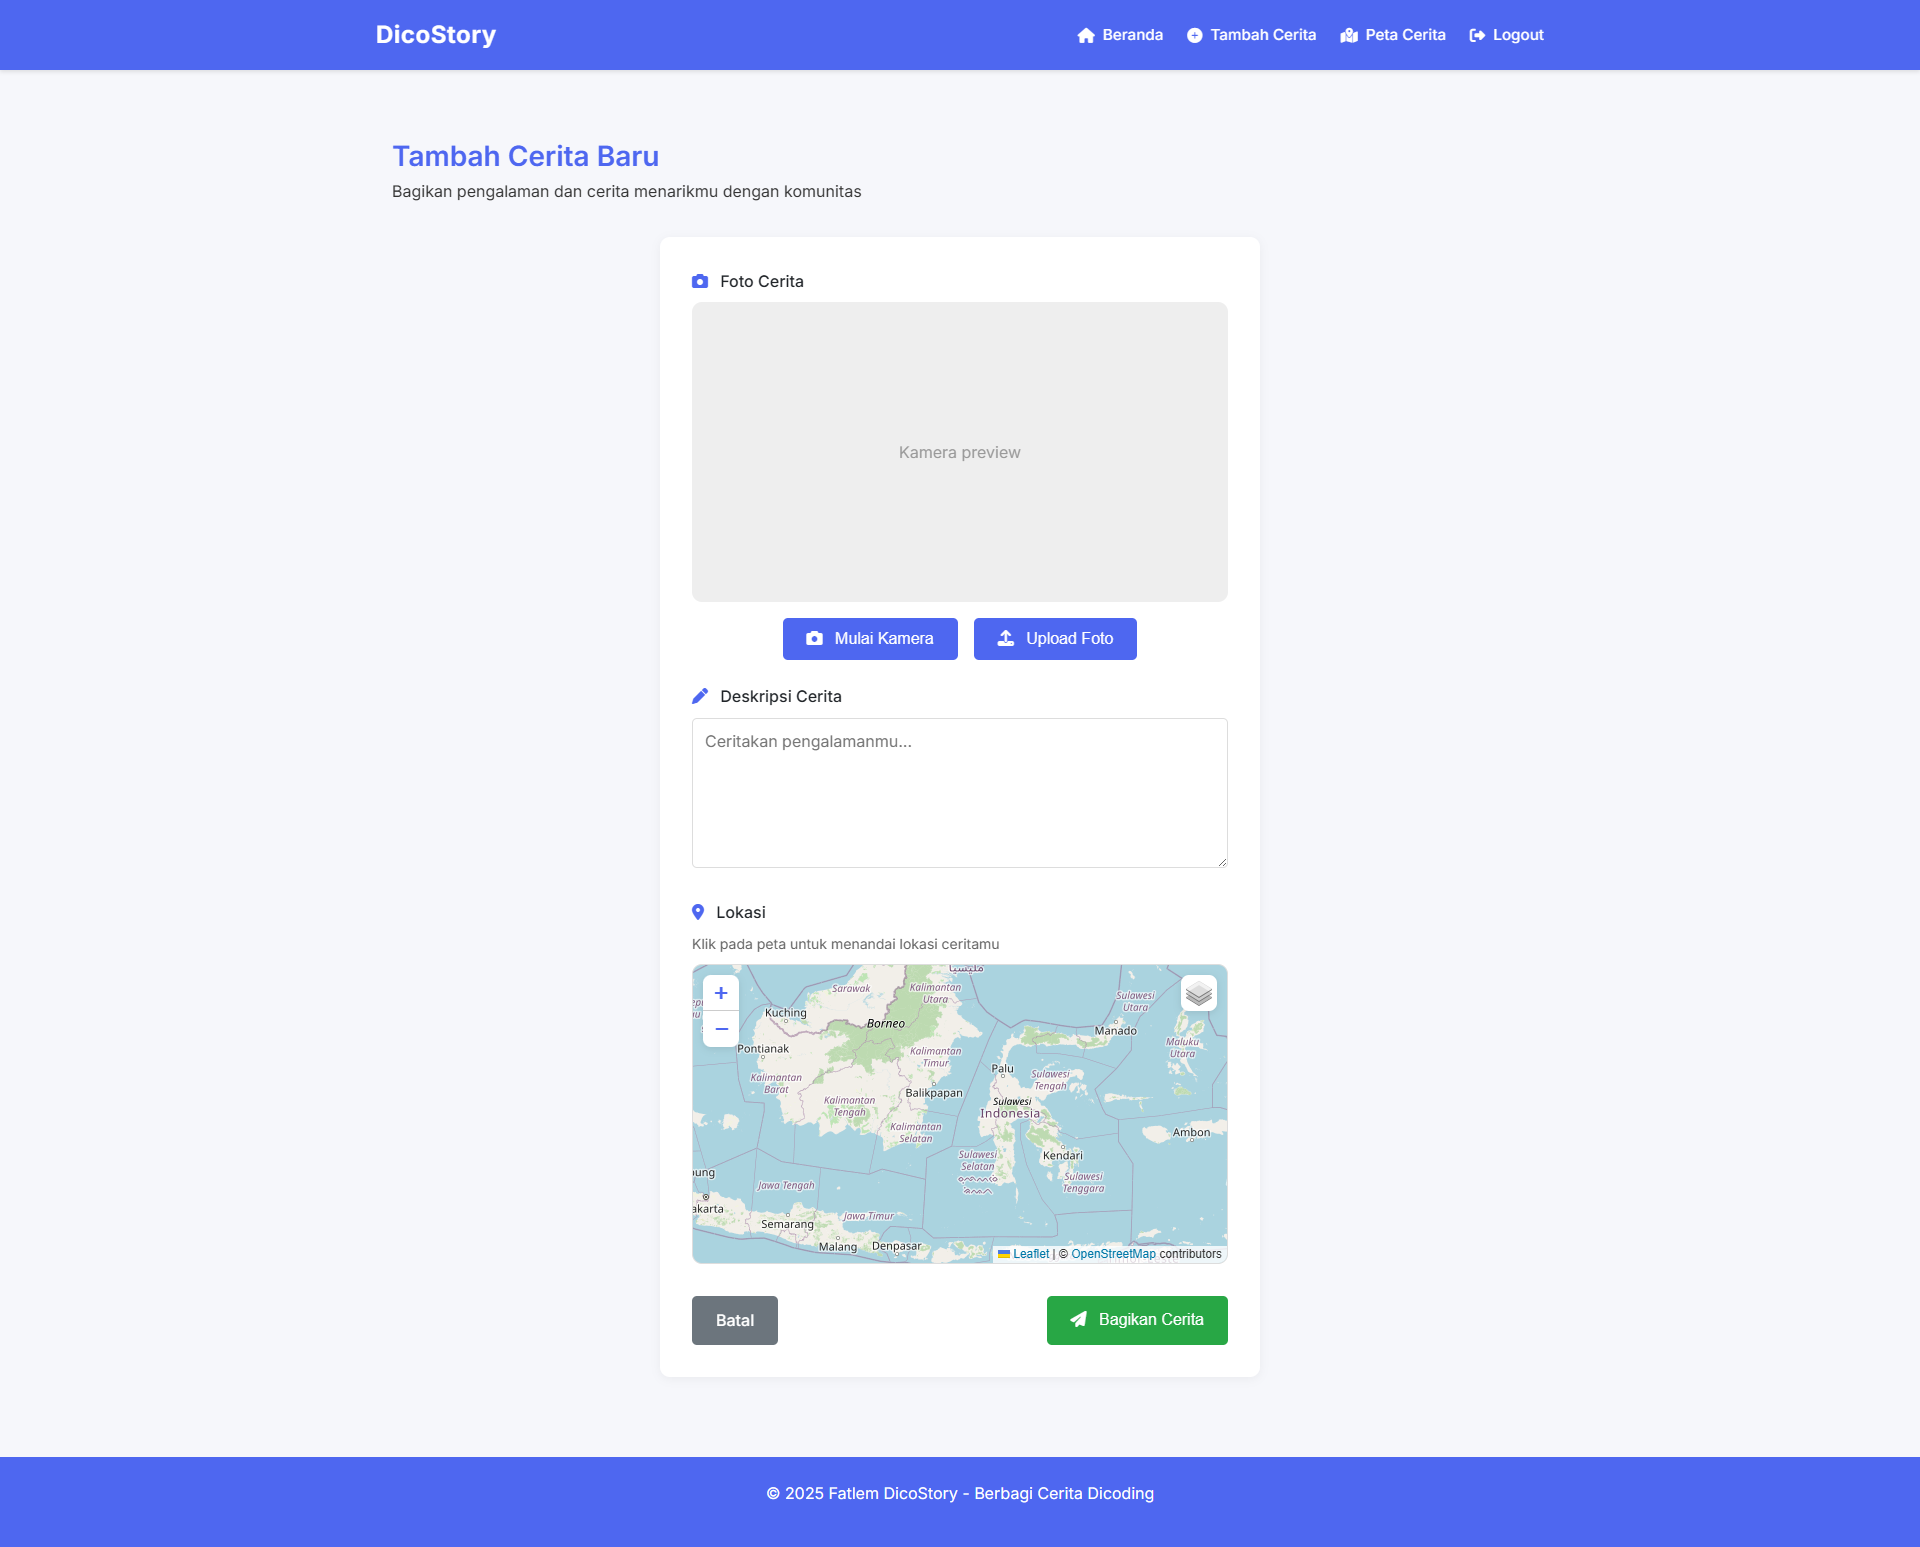 DicoStory
Beranda
Tambah Cerita
Peta Cerita
Logout
Tambah Cerita Baru
Bagikan pengalaman dan cerita menarikmu dengan komunitas
Foto Cerita
Kamera preview
Mulai Kamera
Upload Foto
Deskripsi Cerita
Ceritakan pengalamanmu...
Lokasi
Klik pada peta untuk menandai lokasi ceritamu
+
−
مليسيا
Sarawak
Kalimantan
Utara
Sulawesi
Utara
Kuching
Borneo
Manado
Pontianak
Maluku
Utara
Kalimantan
Timur
Palu
Kalimantan
Barat
Sulawesi
Tengah
Balikpapan
Kalimantan
Tengah
Sulawesi
Indonesia
Kalimantan
Selatan
Ambon
Sulawesi
Selatan
Kendari
Sulawesi
Tenggara
ung
Jawa Tengah
akarta
Semarang
Jawa Timur
Malang
Denpasar
Leaflet | © OpenStreetMap contributors
Batal
Bagikan Cerita
© 2025 Fatlem DicoStory - Berbagi Cerita Dicoding